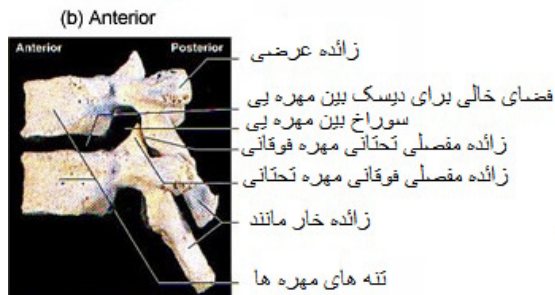 (b) Anterior
Anterior Posterior
زائده عرضی
فضای خالی برای دیسک بین مهره یی
سوراخ بین مهره یی
زائده مفصلی تحتانی مهره فوقانی
زائده مفصلی فوقانی مهره تحتانی
زائده خار مانند
تنه های مهره ها